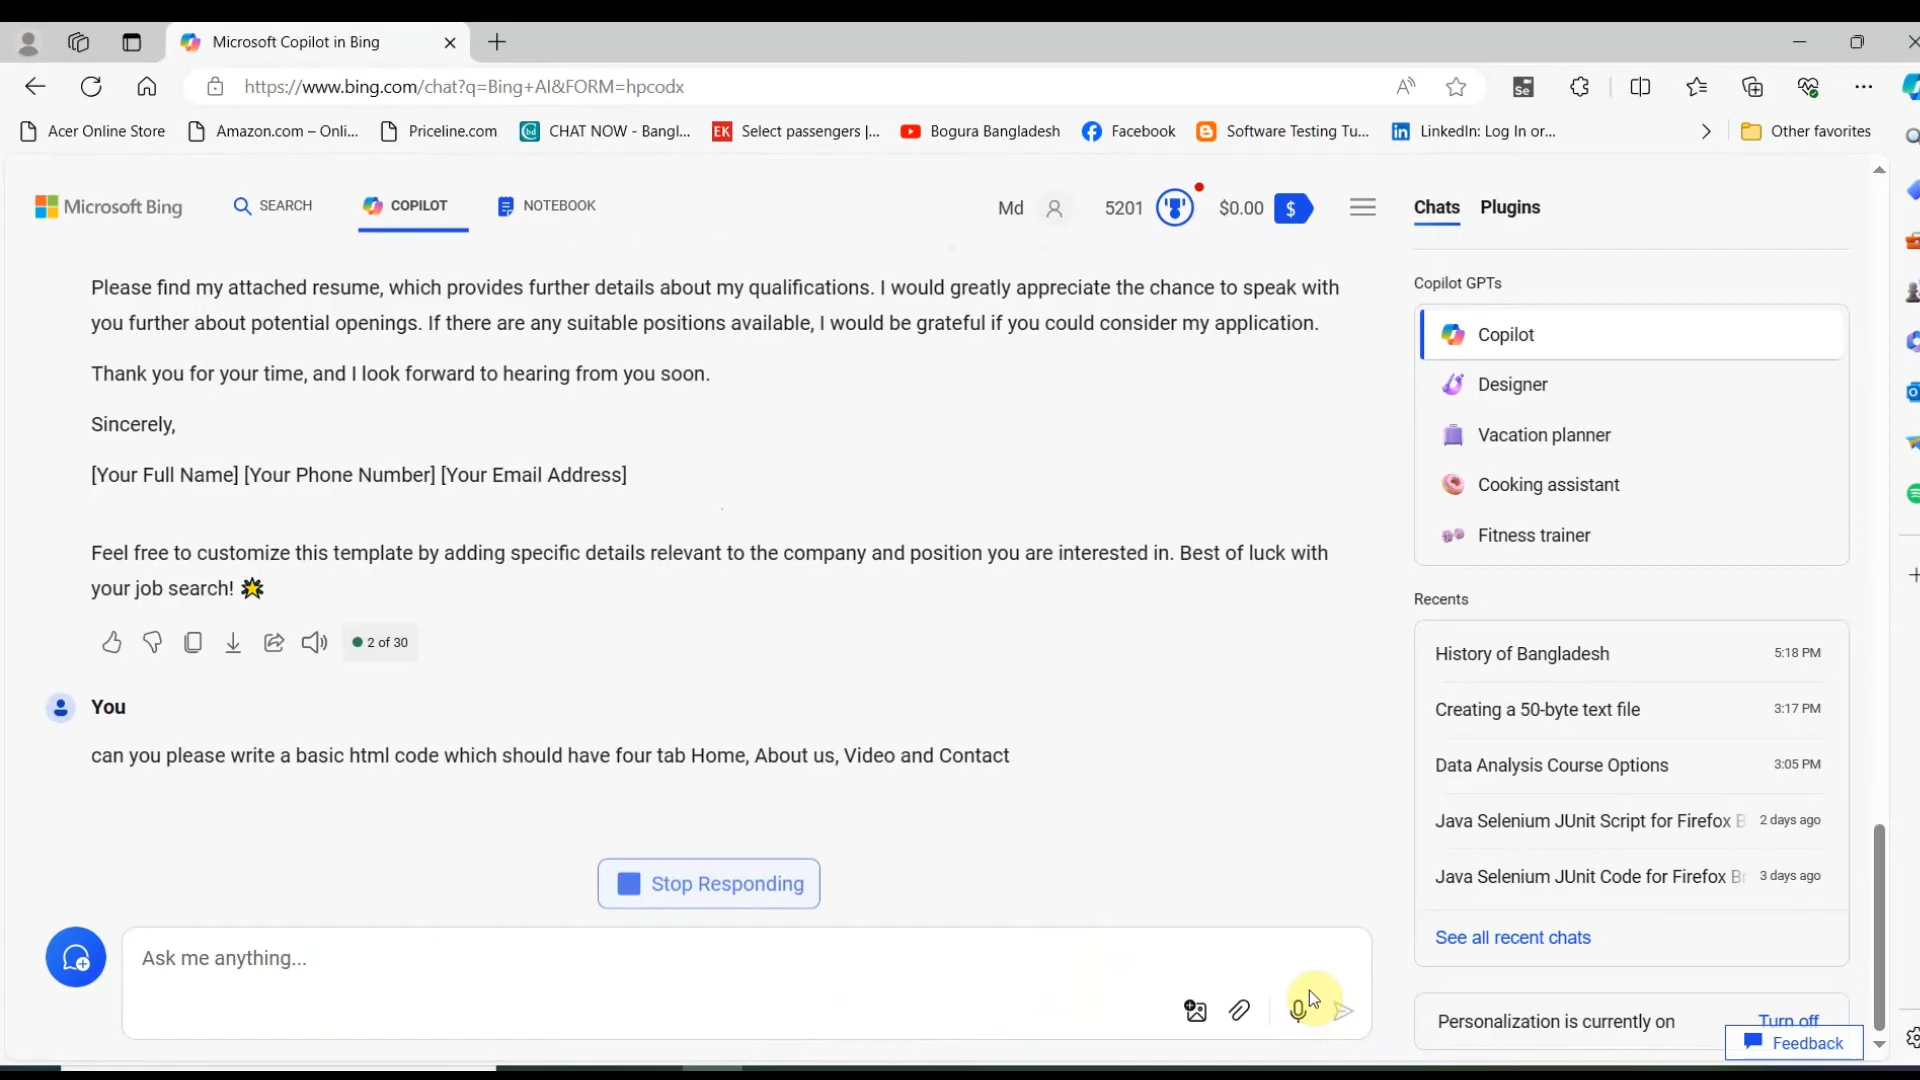 Microsoft Copilot in Bing
https://www.bing.com/chat?q=Bing+AI&FORM=hpcodx
Acer Online Store
Amazon.com – Onli...
Priceline.com
CHAT NOW - Bangl...
Select passengers |...
Bogura Bangladesh
Facebook
Software Testing Tu...
LinkedIn: Log In or...
Other favorites
Microsoft Bing
SEARCH
COPILOT
NOTEBOOK
Md
5201
$0.00
$
Chats
Plugins
Please find my attached resume, which provides further details about my qualifications. I would greatly appreciate the chance to speak with
you further about potential openings. If there are any suitable positions available, I would be grateful if you could consider my application.
Thank you for your time, and I look forward to hearing from you soon.
Sincerely,
[Your Full Name] [Your Phone Number] [Your Email Address]
Feel free to customize this template by adding specific details relevant to the company and position you are interested in. Best of luck with
your job search! 🌟
2 of 30
You
can you please write a basic html code which should have four tab Home, About us, Video and Contact
Stop Responding
Ask me anything...
Copilot GPTs
Copilot
Designer
Vacation planner
Cooking assistant
Fitness trainer
Recents
History of Bangladesh
5:18 PM
Creating a 50-byte text file
3:17 PM
Data Analysis Course Options
3:05 PM
Java Selenium JUnit Script for Firefox B
2 days ago
Java Selenium JUnit Code for Firefox Br
3 days ago
See all recent chats
Personalization is currently on
Turn off
Feedback